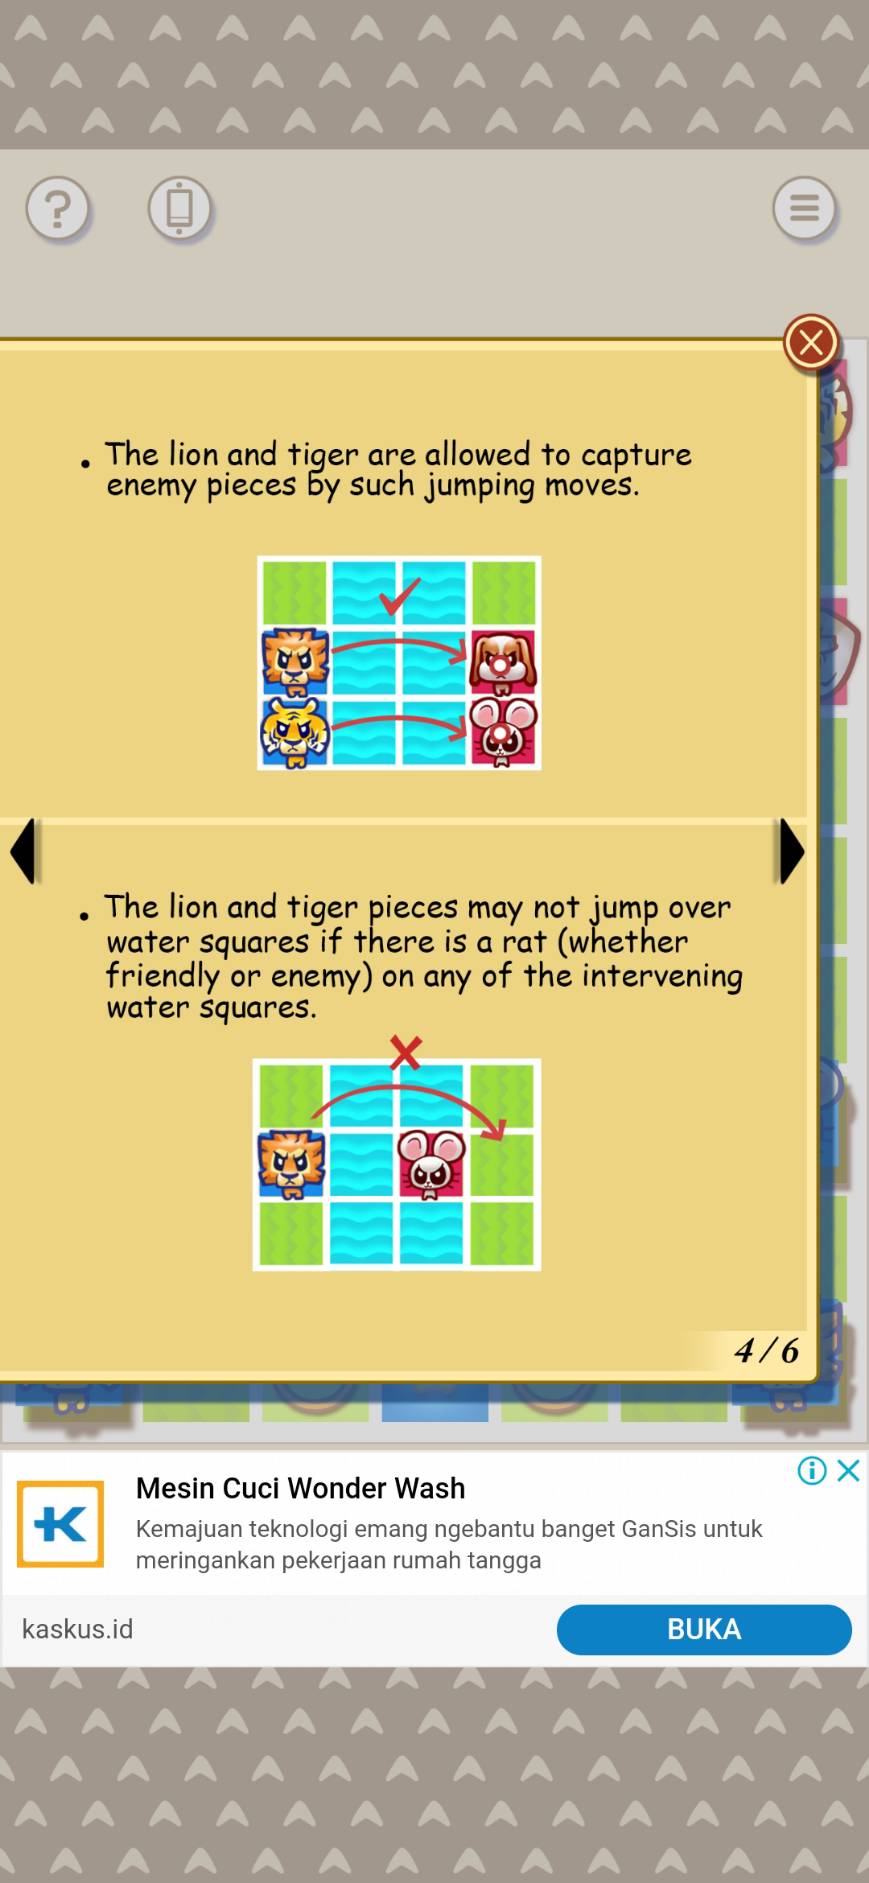 ?
• The lion and tiger are allowed to capture
enemy pieces by such jumping moves.
• The lion and tiger pieces may not jump over
water squares if there is a rat (whether
friendly or enemy) on any of the intervening
water squares.
4/6
Mesin Cuci Wonder Wash
Kemajuan teknologi emang ngebantu banget GanSis untuk
meringankan pekerjaan rumah tangga
kaskus.id
BUKA